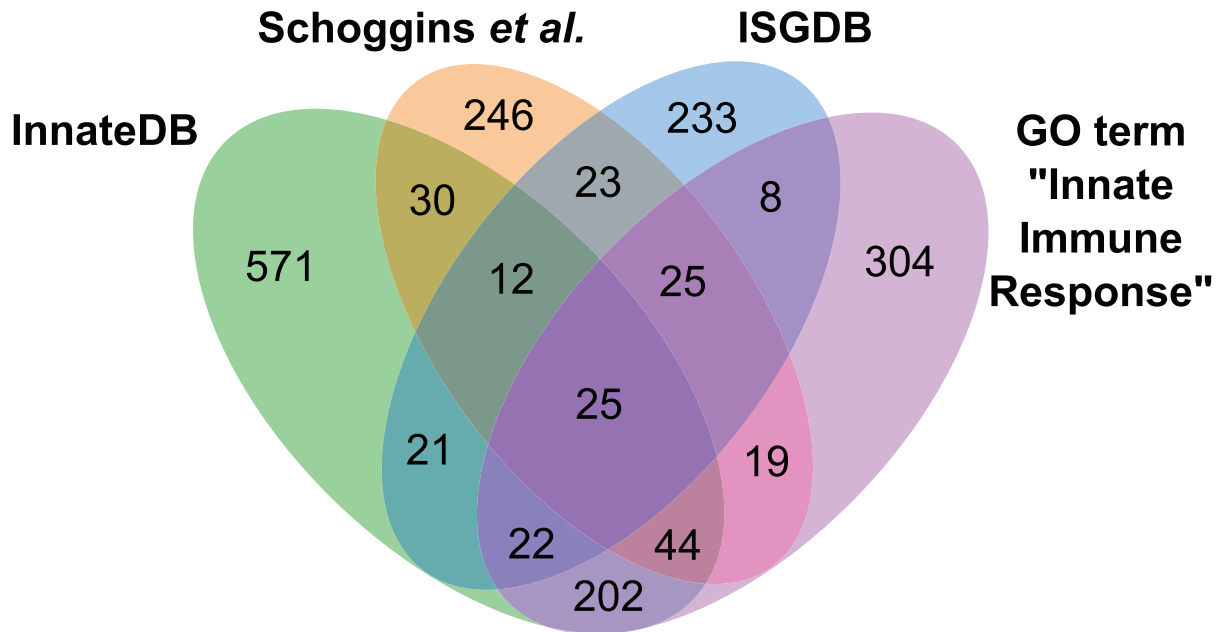 Schoggins et al.
ISGDB
InnateDB
GO term
"Innate
Immune
Response"
246
233
30
23
8
571
12
25
304
25
21
19
22
44
202